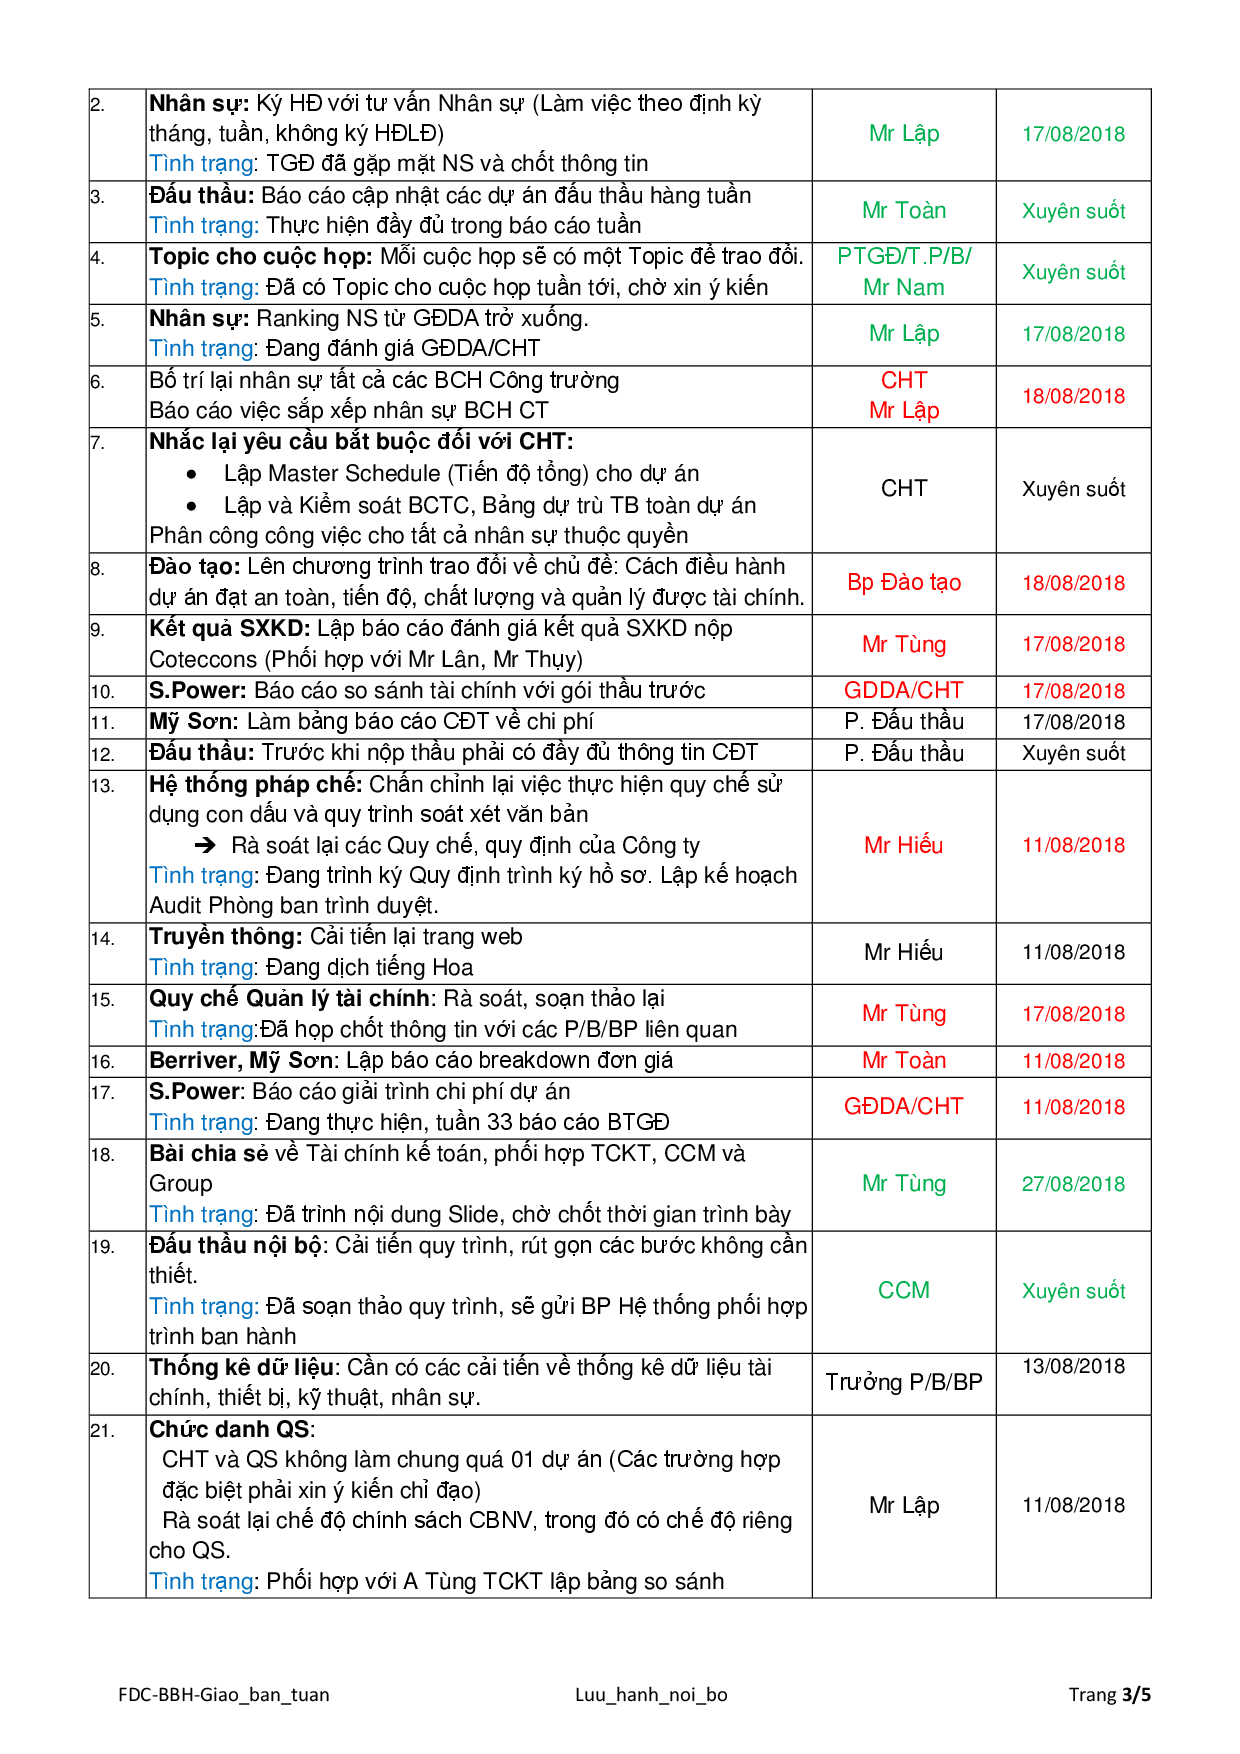 2. Nhân sự: Ký HĐ với tư vấn Nhân sự (Làm việc theo định kỳ
tháng, tuần, không ký HĐLĐ)
Tình trạng: TGĐ đã gặp mặt NS và chốt thông tin
Mr Lập 17/08/2018
3. Đấu thầu: Báo cáo cập nhật các dự án đấu thầu hàng tuần
Tình trạng: Thực hiện đầy đủ trong báo cáo tuần
Mr Toàn Xuyên suốt
4. Topic cho cuộc họp: Mỗi cuộc họp sẽ có một Topic để trao đổi.
Tình trạng: Đã có Topic cho cuộc họp tuần tới, chờ xin ý kiến
PTGĐ/T.P/B/
Mr Nam
Xuyên suốt
5. Nhân sự: Ranking NS từ GĐDA trở xuống.
Tình trạng: Đang đánh giá GĐDA/CHT
Mr Lập 17/08/2018
6. Bố trí lại nhân sự tất cả các BCH Công trường
Báo cáo việc sắp xếp nhân sự BCH CT
CHT
Mr Lập
18/08/2018
7. Nhắc lại yêu cầu bắt buộc đối với CHT:
• Lập Master Schedule (Tiến độ tổng) cho dự án
• Lập và Kiểm soát BCTC, Bảng dự trù TB toàn dự án
Phân công công việc cho tất cả nhân sự thuộc quyền
CHT Xuyên suốt
8. Đào tạo: Lên chương trình trao đổi về chủ đề: Cách điều hành
dự án đạt an toàn, tiến độ, chất lượng và quản lý được tài chính.
Bp Đào tạo 18/08/2018
9. Kết quả SXKD: Lập báo cáo đánh giá kết quả SXKD nộp
Coteccons (Phối hợp với Mr Lân, Mr Thụy)
Mr Tùng 17/08/2018
10. S.Power: Báo cáo so sánh tài chính với gói thầu trước GDDA/CHT 17/08/2018
11. Mỹ Sơn: Làm bảng báo cáo CĐT về chi phí P. Đấu thầu 17/08/2018
12. Đấu thầu: Trước khi nộp thầu phải có đầy đủ thông tin CĐT P. Đấu thầu Xuyên suốt
13. Hệ thống pháp chế: Chấn chỉnh lại việc thực hiện quy chế sử
dụng con dấu và quy trình soát xét văn bản
➔ Rà soát lại các Quy chế, quy định của Công ty
Tình trạng: Đang trình ký Quy định trình ký hồ sơ. Lập kế hoạch
Audit Phòng ban trình duyệt.
Mr Hiếu 11/08/2018
14. Truyền thông: Cải tiến lại trang web
Tình trạng: Đang dịch tiếng Hoa
Mr Hiếu 11/08/2018
15. Quy chế Quản lý tài chính: Rà soát, soạn thảo lại
Tình trạng:Đã họp chốt thông tin với các P/B/BP liên quan
Mr Tùng 17/08/2018
16. Berriver, Mỹ Sơn: Lập báo cáo breakdown đơn giá Mr Toàn 11/08/2018
17. S.Power: Báo cáo giải trình chi phí dự án
Tình trạng: Đang thực hiện, tuần 33 báo cáo BTGĐ
GĐDA/CHT 11/08/2018
18. Bài chia sẻ về Tài chính kế toán, phối hợp TCKT, CCM và
Group
Tình trạng: Đã trình nội dung Slide, chờ chốt thời gian trình bày
Mr Tùng 27/08/2018
19. Đấu thầu nội bộ: Cải tiến quy trình, rút gọn các bước không cần
thiết.
Tình trạng: Đã soạn thảo quy trình, sẽ gửi BP Hệ thống phối hợp
trình ban hành
CCM Xuyên suốt
20. Thống kê dữ liệu: Cần có các cải tiến về thống kê dữ liệu tài
chính, thiết bị, kỹ thuật, nhân sự.
Trưởng P/B/BP 13/08/2018
21. Chức danh QS:
CHT và QS không làm chung quá 01 dự án (Các trường hợp
đặc biệt phải xin ý kiến chỉ đạo)
Rà soát lại chế độ chính sách CBNV, trong đó có chế độ riêng
cho QS.
Tình trạng: Phối hợp với A Tùng TCKT lập bảng so sánh
Mr Lập 11/08/2018
FDC-BBH-Giao_ban_tuan Luu_hanh_noi_bo Trang 3/5